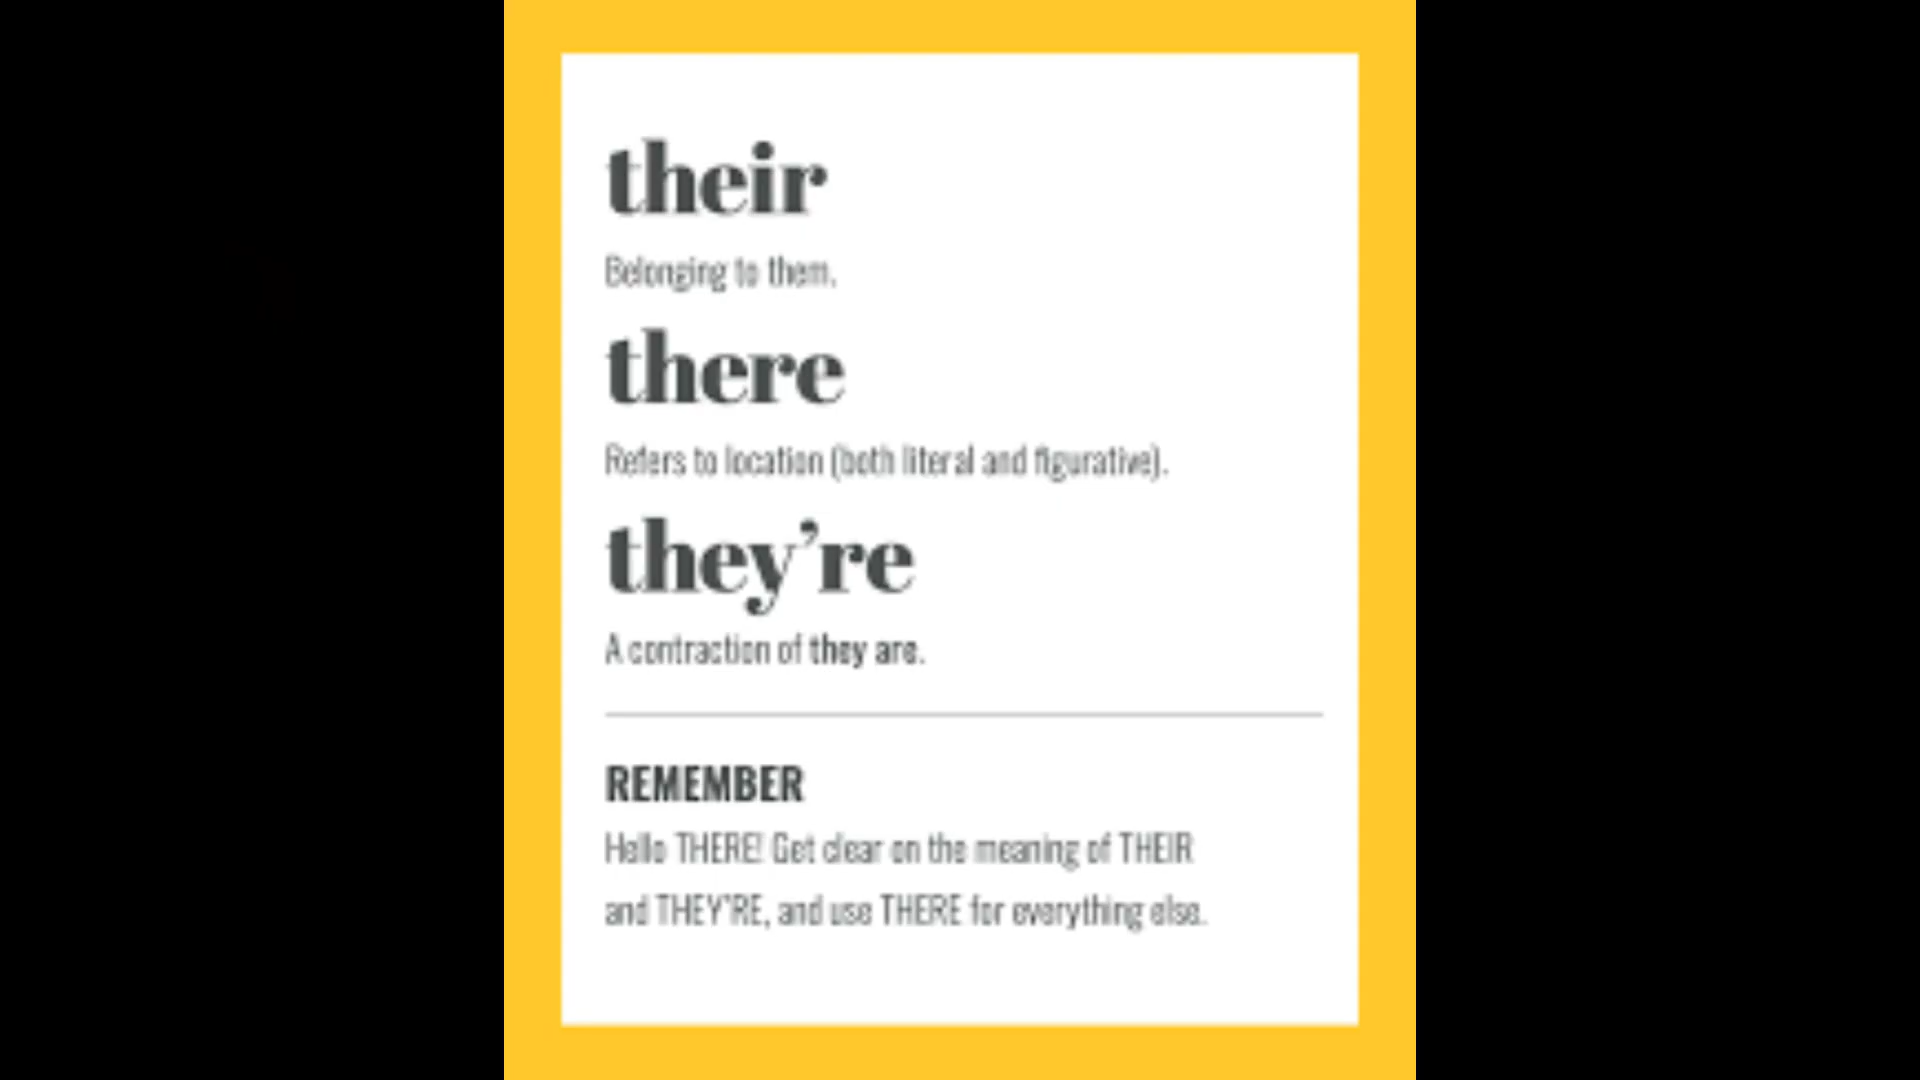 their
Belonging to them.
there
Refers to location (both literal and figurative).
they’re
A contraction of they are.
REMEMBER
Hello THERE! Get clear on the meaning of THEIR
and THEY’RE, and use THERE for everything else.